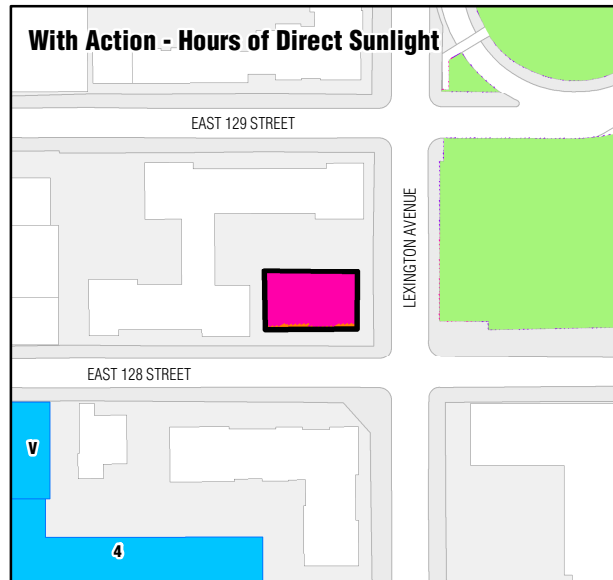 With Action - Hours of Direct Sunlight
EAST 129 STREET
LEXINGTON AVENUE
EAST 128 STREET
V
4